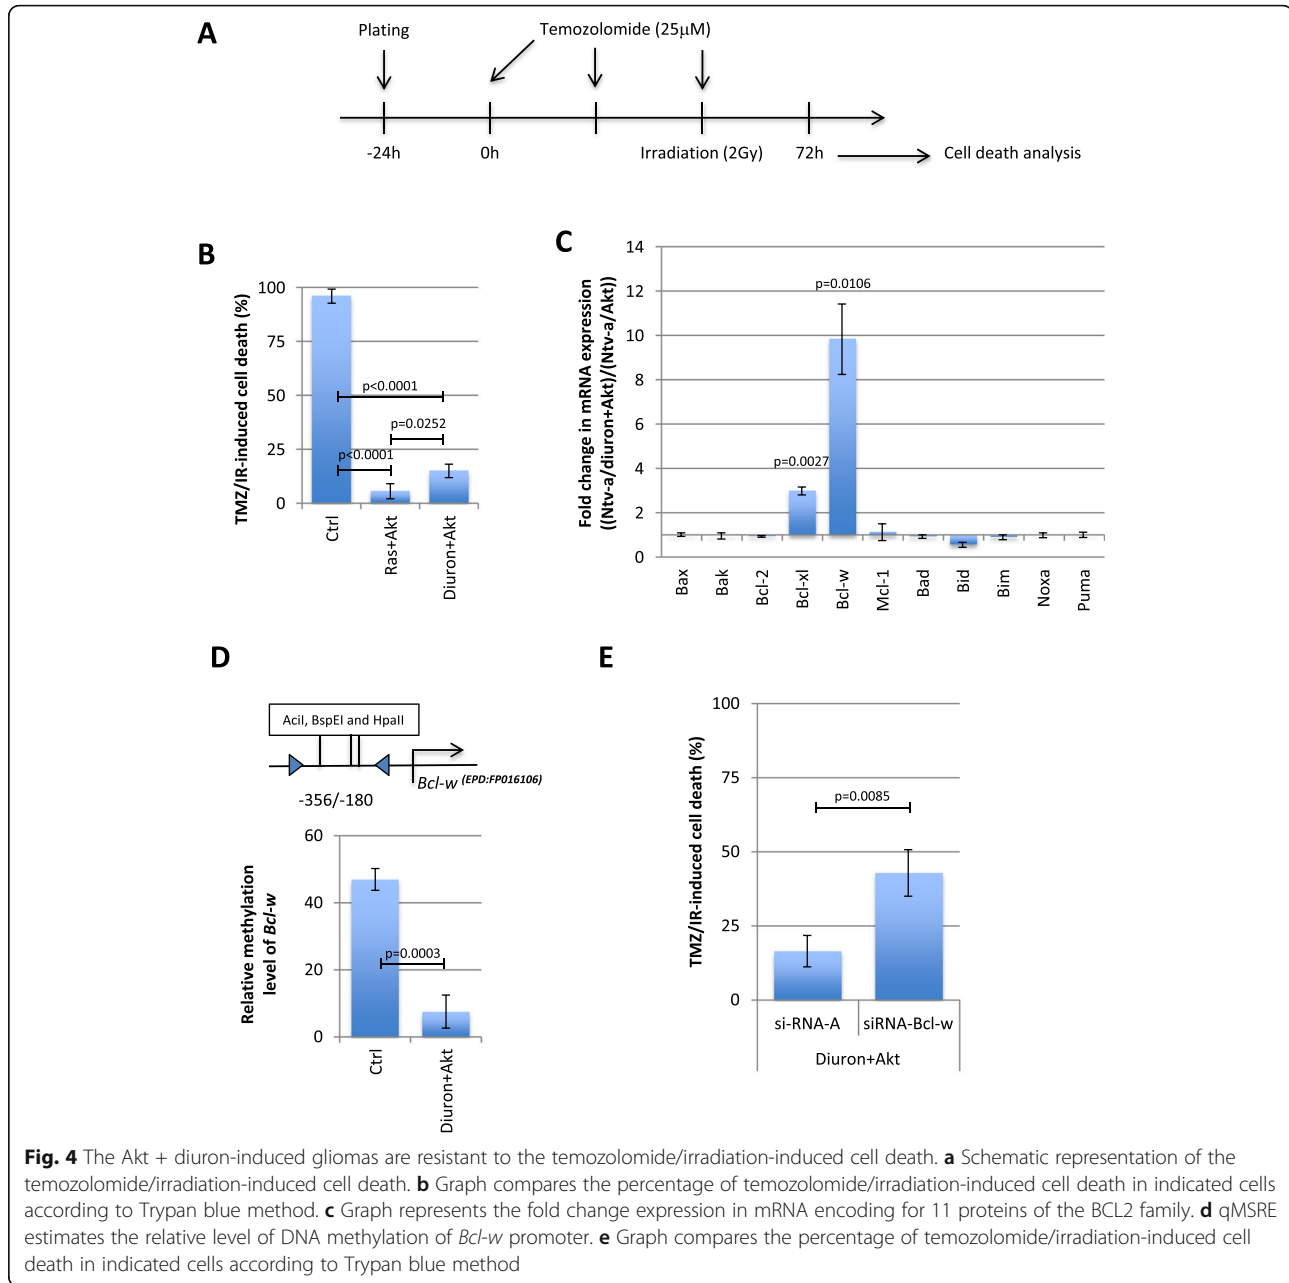 A
Plating
Temozolomide (25μM)
-24h
0h
Irradiation (2Gy)
72h
Cell death analysis
B
TMZ/IR-induced cell death (%)
100
75
50
25
0
p<0.0001
p=0.0252
p<0.0001
Ctrl
Ras+Akt
Diuron+Akt
C
Fold change in mRNA expression
((Ntv-a/diuron+Akt)/(Ntv-a/Akt))
14
12
10
8
6
4
2
0
p=0.0106
p=0.0027
Bax
Bak
Bcl-2
Bcl-xl
Bcl-w
Mcl-1
Bad
Bid
Bim
Noxa
Puma
D
AciI, BspEI and HpaII
Bcl-w (EPD:FP016106)
-356/-180
Relative methylation
level of Bcl-w
60
40
20
0
p=0.0003
Ctrl
Diuron+Akt
E
TMZ/IR-induced cell death (%)
100
75
50
25
0
p=0.0085
si-RNA-A
siRNA-Bcl-w
Diuron+Akt
Fig. 4 The Akt + diuron-induced gliomas are resistant to the temozolomide/irradiation-induced cell death. a Schematic representation of the
temozolomide/irradiation-induced cell death. b Graph compares the percentage of temozolomide/irradiation-induced cell death in indicated cells
according to Trypan blue method. c Graph represents the fold change expression in mRNA encoding for 11 proteins of the BCL2 family. d qMSRE
estimates the relative level of DNA methylation of Bcl-w promoter. e Graph compares the percentage of temozolomide/irradiation-induced cell
death in indicated cells according to Trypan blue method